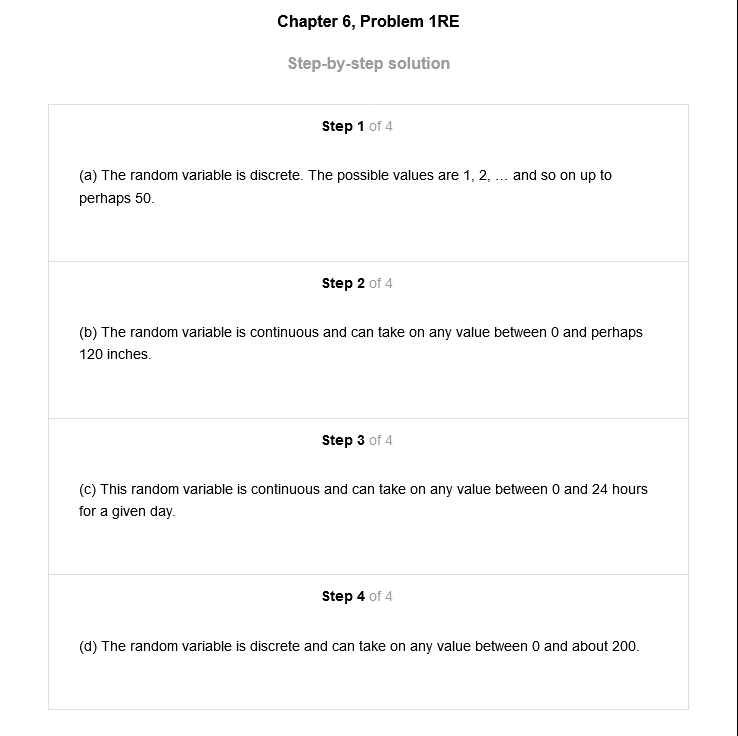 Chapter 6, Problem 1RE
Step-by-step solution
Step 1 of 4
(a) The random variable is discrete. The possible values are 1, 2, … and so on up to
perhaps 50.
Step 2 of 4
(b) The random variable is continuous and can take on any value between 0 and perhaps
120 inches.
Step 3 of 4
(c) This random variable is continuous and can take on any value between 0 and 24 hours
for a given day.
Step 4 of 4
(d) The random variable is discrete and can take on any value between 0 and about 200.